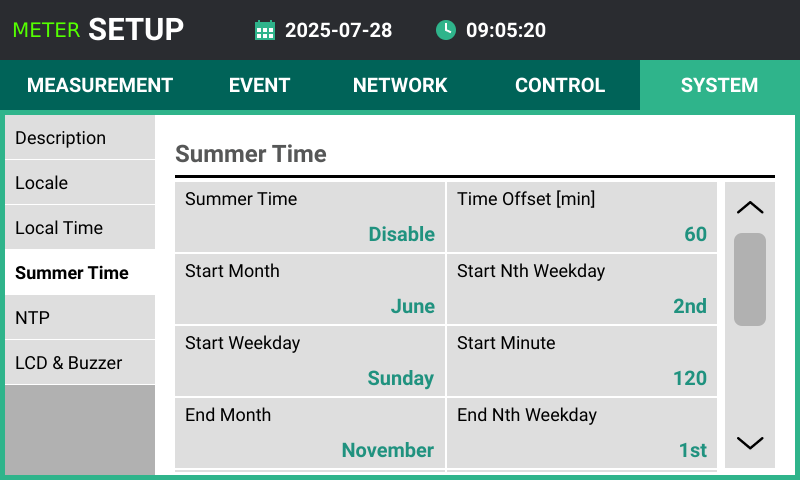 METER SETUP 2025-07-28 09:05:20
MEASUREMENT EVENT NETWORK CONTROL SYSTEM
Description
Locale
Local Time
Summer Time
NTP
LCD & Buzzer
Summer Time
Summer Time Time Offset [min]
Disable 60
Start Month Start Nth Weekday
June 2nd
Start Weekday Start Minute
Sunday 120
End Month End Nth Weekday
November 1st